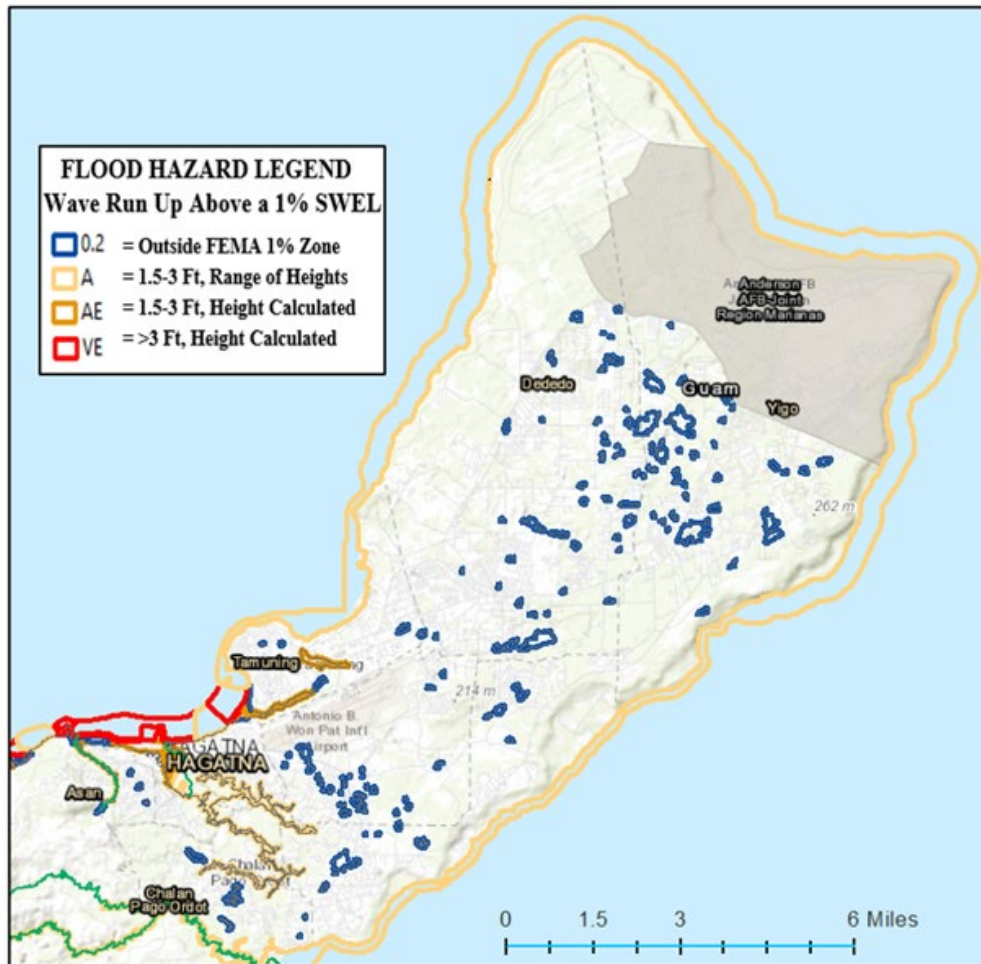 FLOOD HAZARD LEGEND
Wave Run Up Above a 1% SWEL
0.2 = Outside FEMA 1% Zone
A = 1.5-3 Ft, Range of Heights
AE = 1.5-3 Ft, Height Calculated
VE = >3 Ft, Height Calculated
Anderson
AFB-Joint
Region Marianas
Dededo
Guam
Yigo
262 m
Tamuning
214 m
Antonio B.
Won Pat Int'l
Airport
HAGATNA
Asan
Chalan
Pago Ordot
0 1.5 3 6 Miles